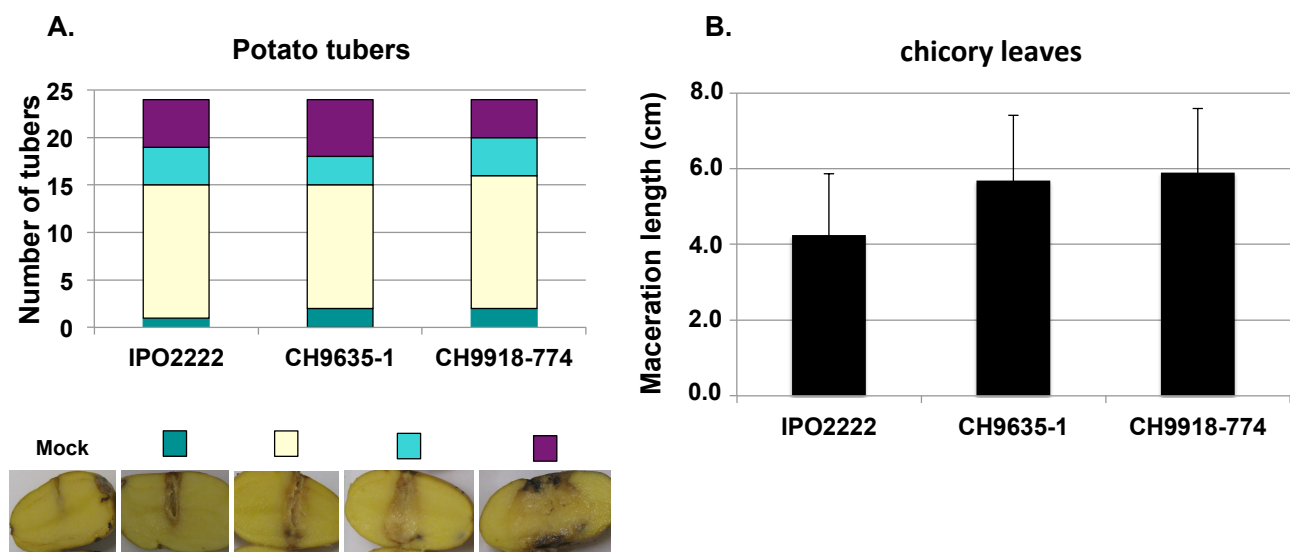 A.
Potato tubers
Number of tubers
25
20
15
10
5
0
IPO2222 CH9635-1 CH9918-774
Mock
B.
chicory leaves
Maceration length (cm)
8.0
6.0
4.0
2.0
0.0
IPO2222 CH9635-1 CH9918-774